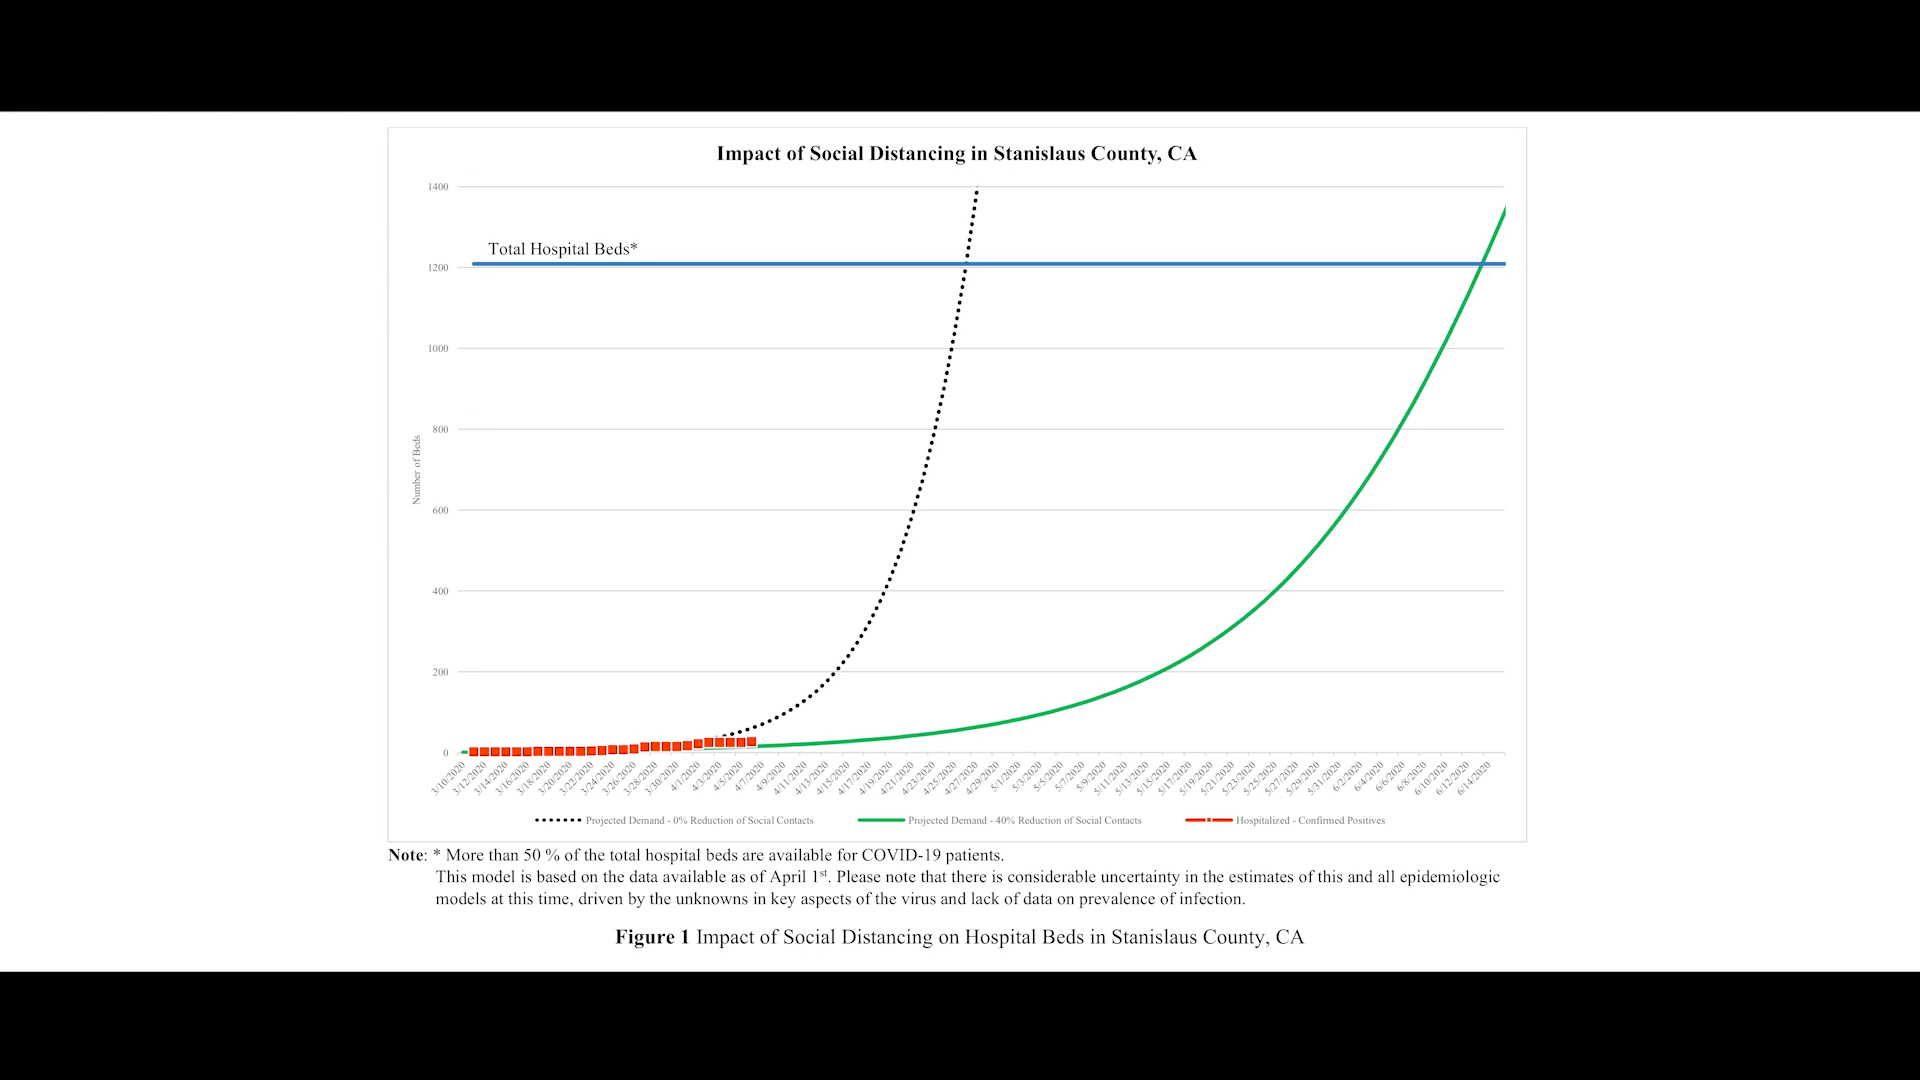 Impact of Social Distancing in Stanislaus County, CA
1400
Total Hospital Beds*
1200
1000
800
Number of Beds
600
400
200
0
3/10/2020 3/12/2020 3/14/2020 3/16/2020 3/18/2020 3/20/2020 3/22/2020 3/24/2020 3/26/2020 3/28/2020 3/30/2020 4/1/2020 4/3/2020 4/5/2020 4/7/2020 4/9/2020 4/11/2020 4/13/2020 4/15/2020 4/17/2020 4/19/2020 4/21/2020 4/23/2020 4/25/2020 4/27/2020 4/29/2020 5/1/2020 5/3/2020 5/5/2020 5/7/2020 5/9/2020 5/11/2020 5/13/2020 5/15/2020 5/17/2020 5/19/2020 5/21/2020 5/23/2020 5/25/2020 5/27/2020 5/29/2020 5/31/2020 6/2/2020 6/4/2020 6/6/2020 6/8/2020 6/10/2020 6/12/2020 6/14/2020
Projected Demand - 0% Reduction of Social Contacts Projected Demand - 40% Reduction of Social Contacts Hospitalized - Confirmed Positives
Note: * More than 50 % of the total hospital beds are available for COVID-19 patients.
This model is based on the data available as of April 1st. Please note that there is considerable uncertainty in the estimates of this and all epidemiologic
models at this time, driven by the unknowns in key aspects of the virus and lack of data on prevalence of infection.
Figure 1 Impact of Social Distancing on Hospital Beds in Stanislaus County, CA